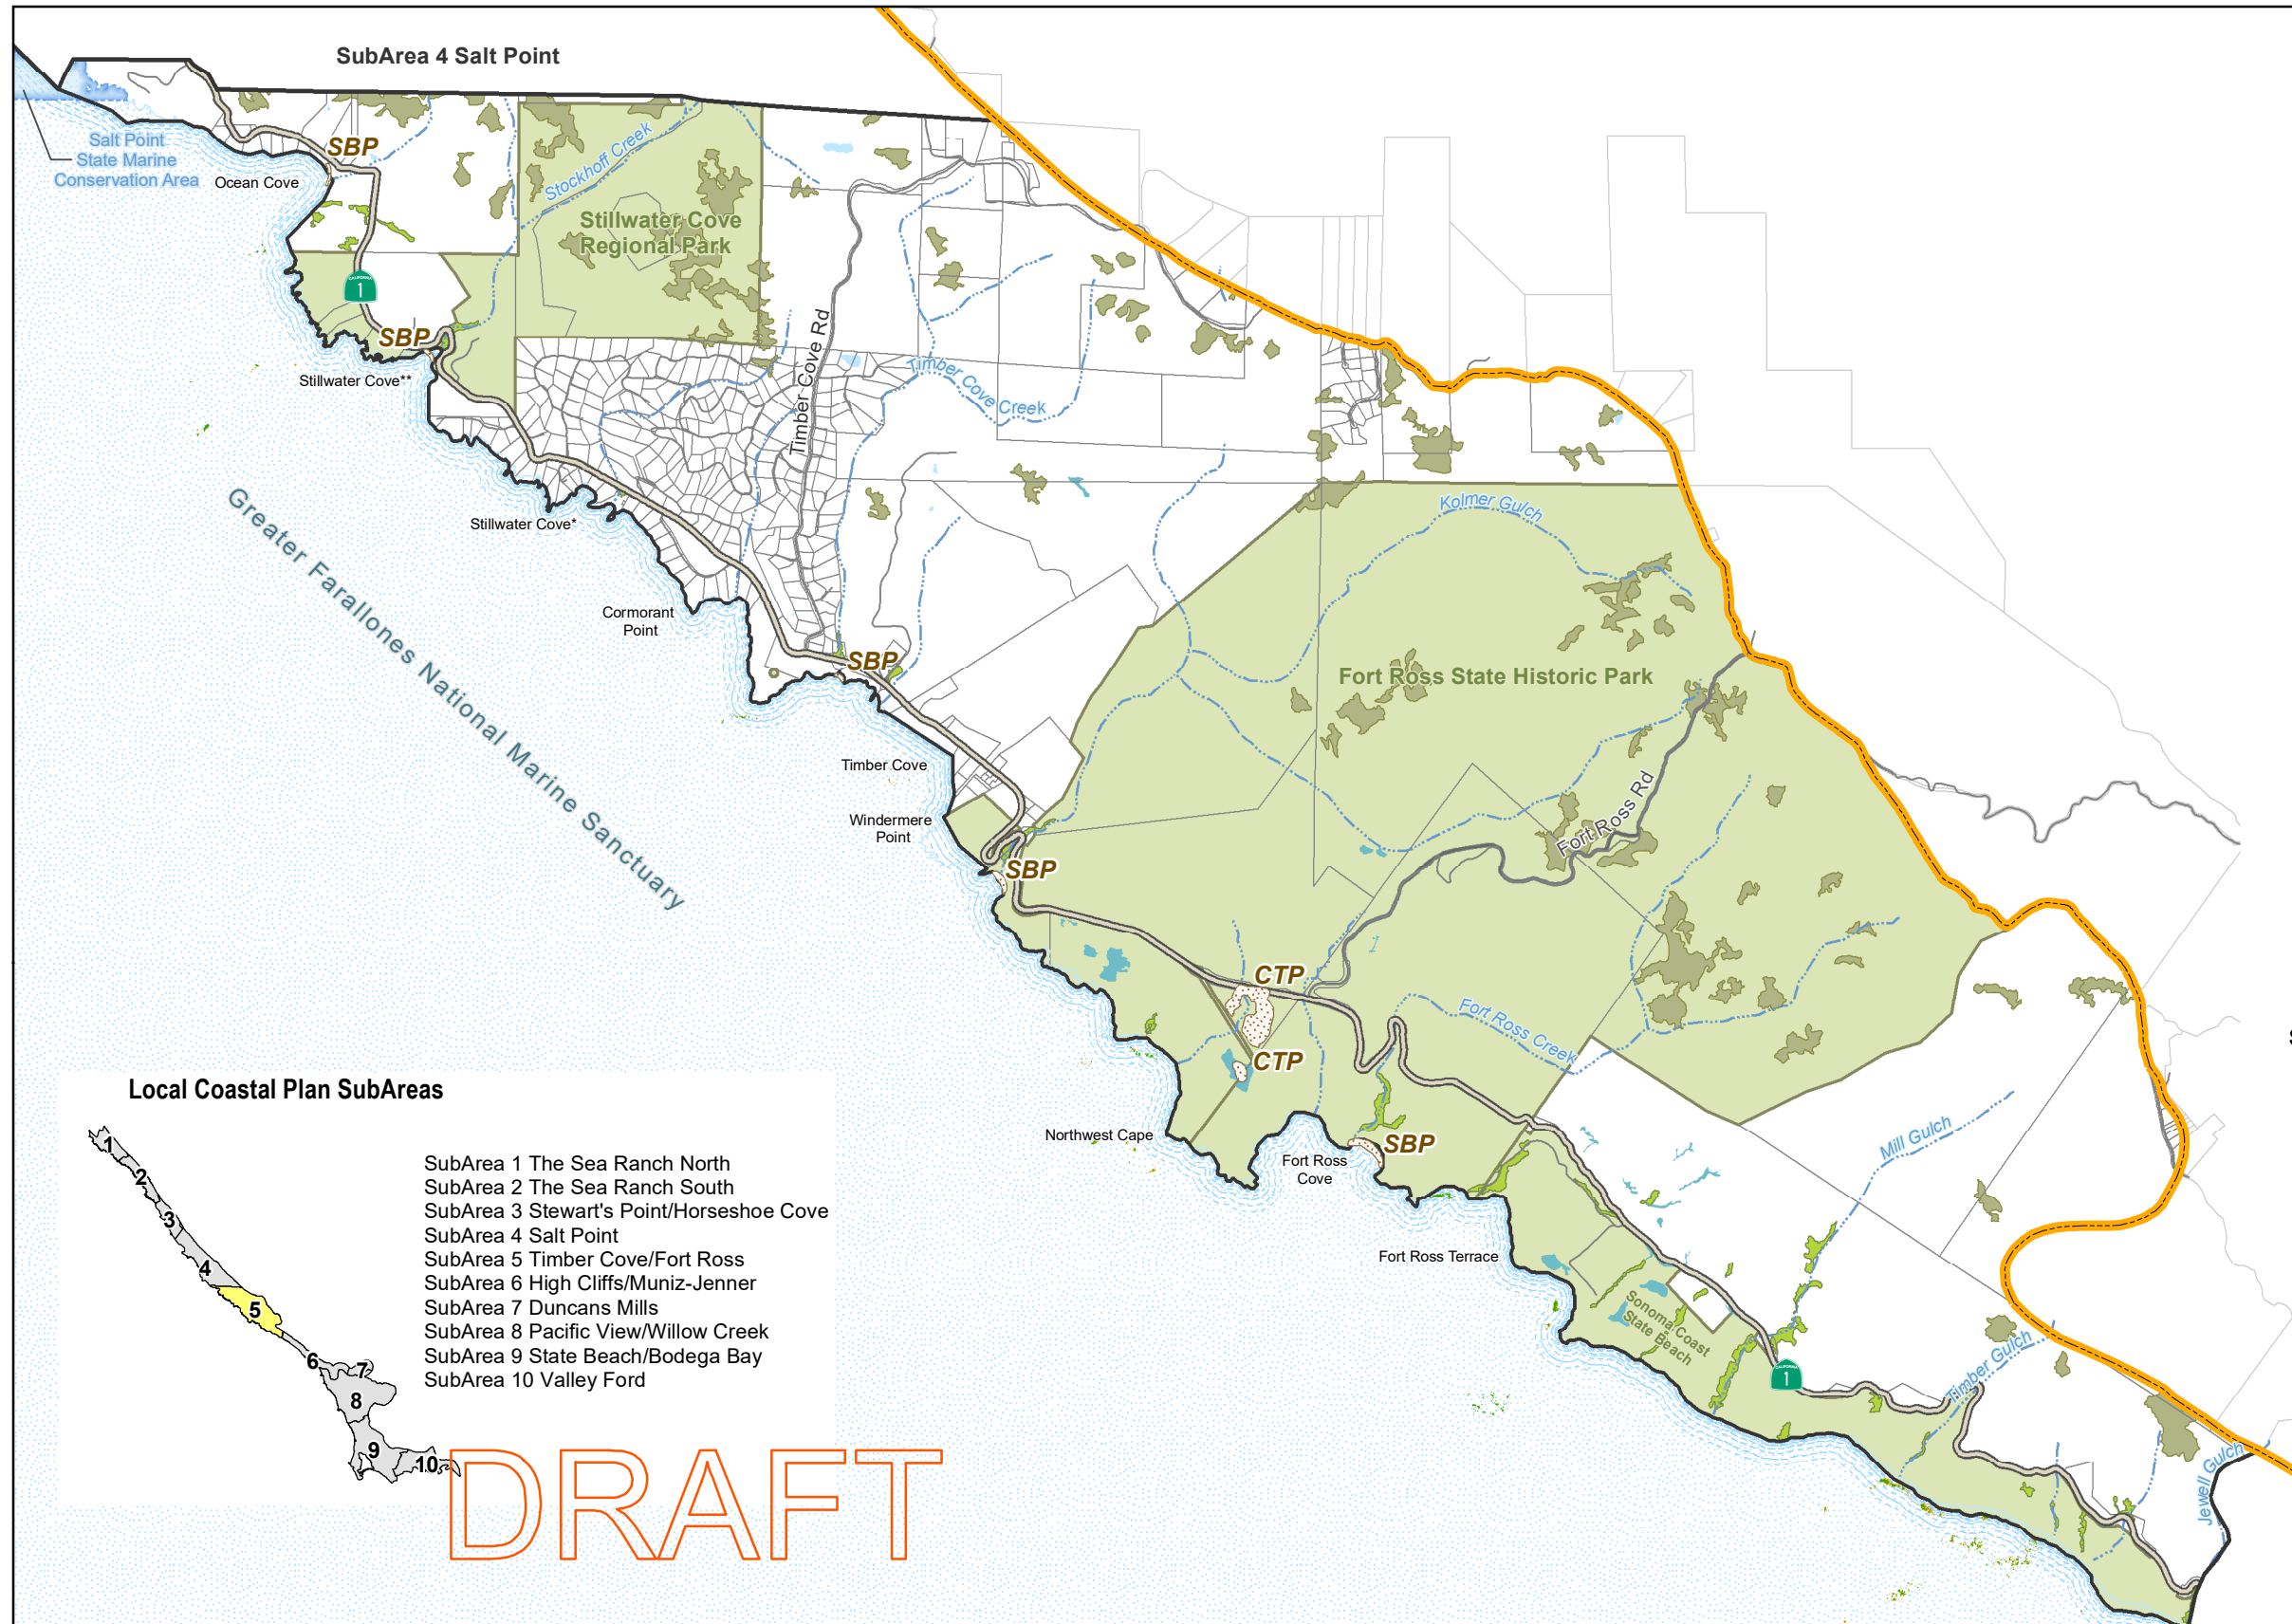 SubArea 4 Salt Point
SBP
Salt Point
State Marine
Conservation Area
Ocean Cove
Stockhoff Creek
Stillwater Cove
Regional Park
CALIFORNIA
1
SBP
Stillwater Cove**
Timber Cove Rd
Timber Cove Creek
Greater Farallones National Marine Sanctuary
Stillwater Cove*
Kolmer Gulch
Cormorant
Point
SBP
Fort Ross State Historic Park
Timber Cove
Windermere
Point
Fort Ross Rd
SBP
CTP
Fort Ross Creek
CTP
Northwest Cape
Fort Ross
Cove
SBP
Mill Gulch
Fort Ross Terrace
Sonoma Coast
State Beach
CALIFORNIA
1
Timber Gulch
Jewell Gulch
Local Coastal Plan SubAreas
1
2
3
4
5
6
7
8
9
10
SubArea 1 The Sea Ranch North
SubArea 2 The Sea Ranch South
SubArea 3 Stewart's Point/Horseshoe Cove
SubArea 4 Salt Point
SubArea 5 Timber Cove/Fort Ross
SubArea 6 High Cliffs/Muniz-Jenner
SubArea 7 Duncans Mills
SubArea 8 Pacific View/Willow Creek
SubArea 9 State Beach/Bodega Bay
SubArea 10 Valley Ford
DRAFT